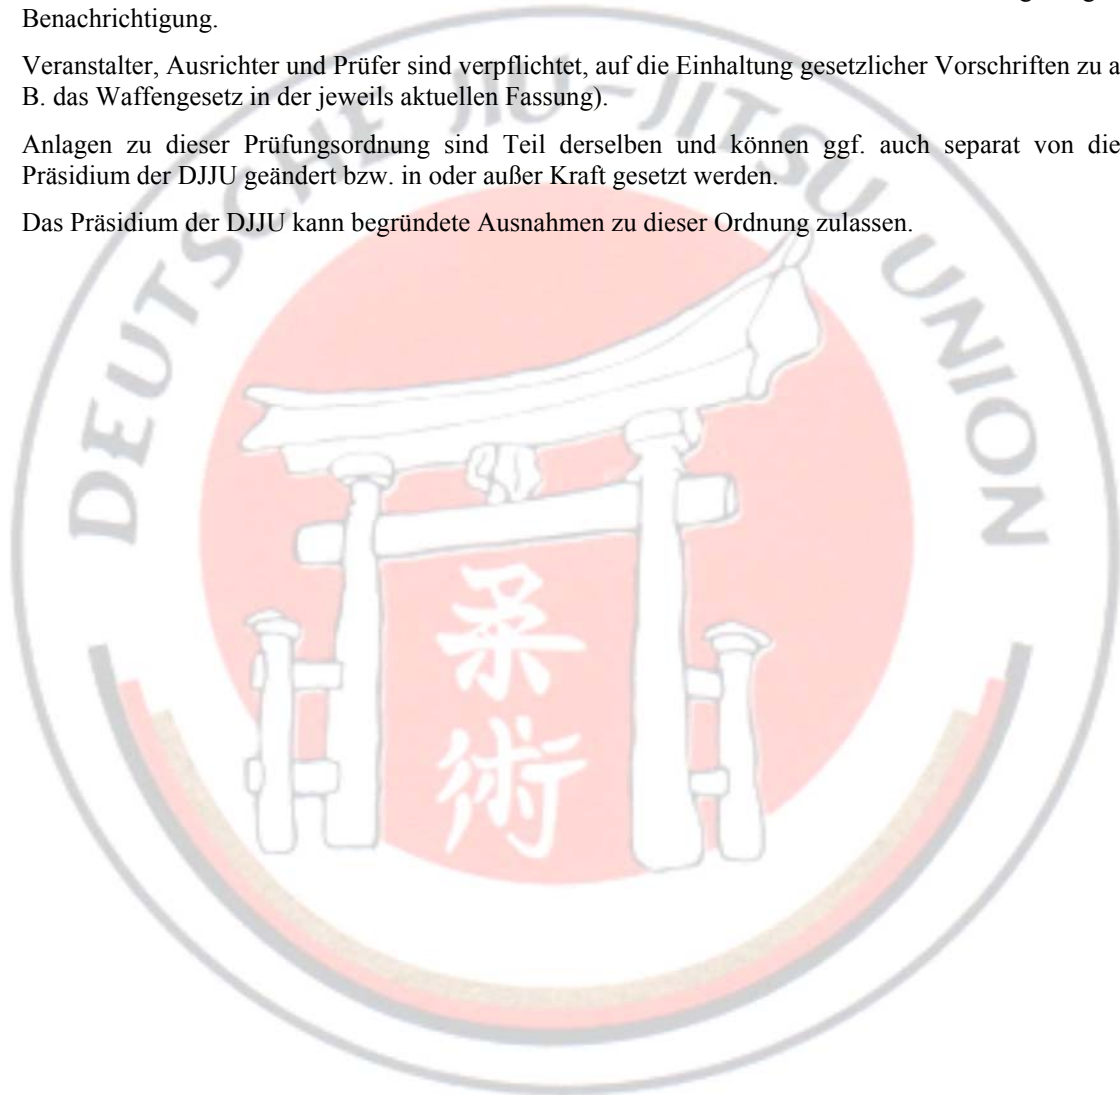 Benachrichtigung.
Veranstalter, Ausrichter und Prüfer sind verpflichtet, auf die Einhaltung gesetzlicher Vorschriften zu
B. das Waffengesetz in der jeweils aktuellen Fassung).
Anlagen zu dieser Prüfungsordnung sind Teil derselben und können ggf. auch separat von
Präsidium der DJJU geändert bzw. in oder außer Kraft gesetzt werden.
Das Präsidium der DJJU kann begründete Ausnahmen zu dieser Ordnung zulassen.
DEUTSCHE JIU-JITSU UNION
柔
術